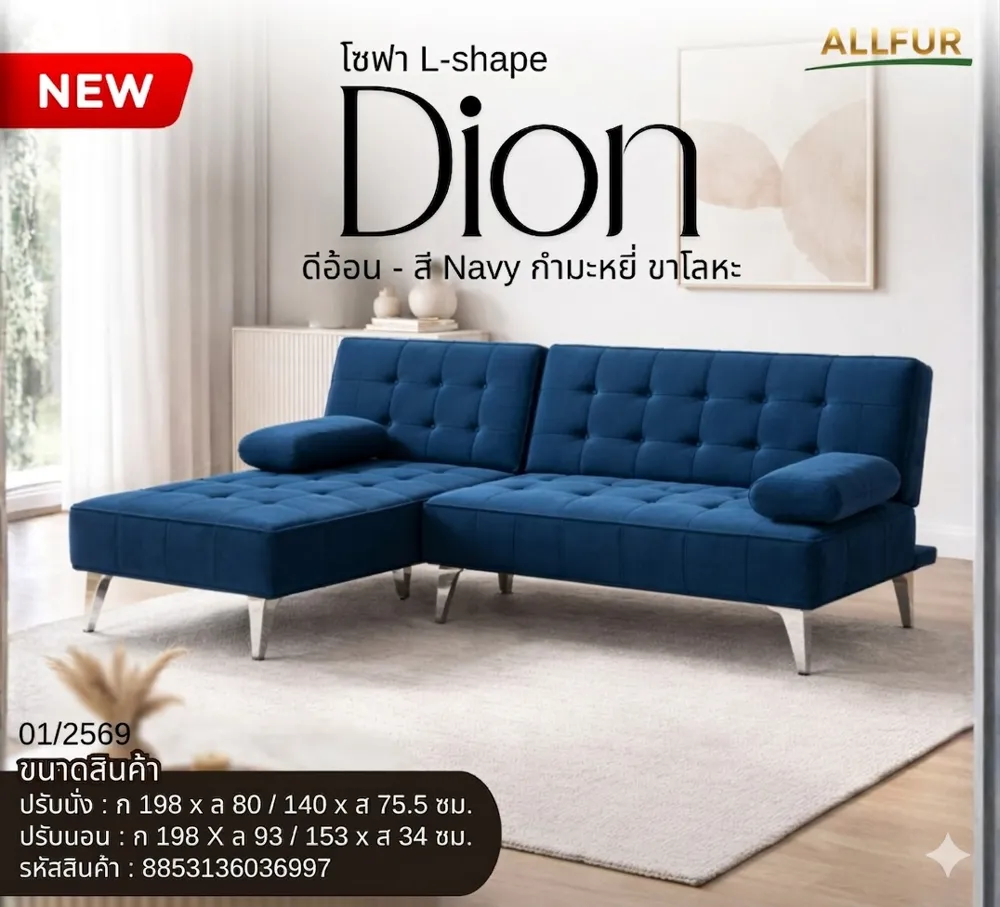 NEW
ALLFUR
โซฟา L-shape
Dion
ดีอ้อน - สี Navy กำมะหยี่ ขาโลหะ
01/2569
ขนาดสินค้า
ปรับนั่ง : ก 198 x ล 80 / 140 x ส 75.5 ซม.
ปรับนอน : ก 198 X ล 93 / 153 x ส 34 ซม.
รหัสสินค้า : 8853136036997